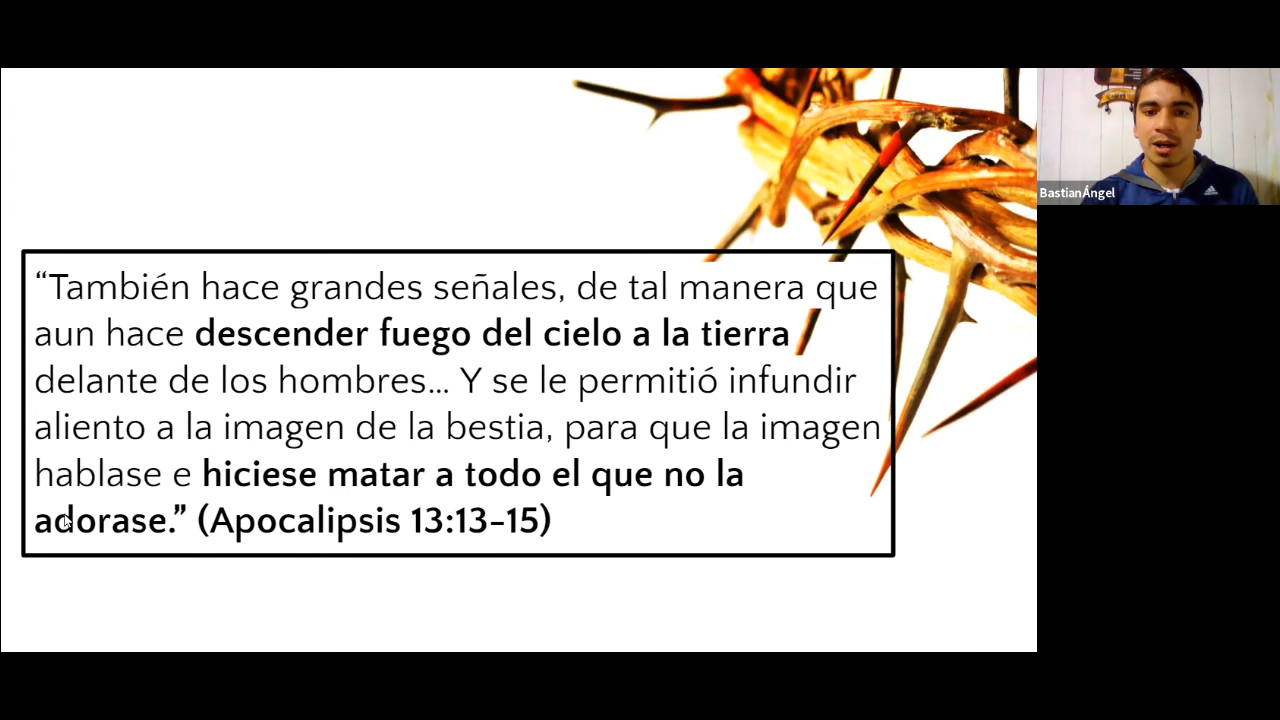 “También hace grandes señales, de tal manera que
aun hace descender fuego del cielo a la tierra
delante de los hombres... Y se le permitió infundir
aliento a la imagen de la bestia, para que la imagen
hablase e hiciese matar a todo el que no la
adorase.” (Apocalipsis 13:13-15)
BastianÁngel